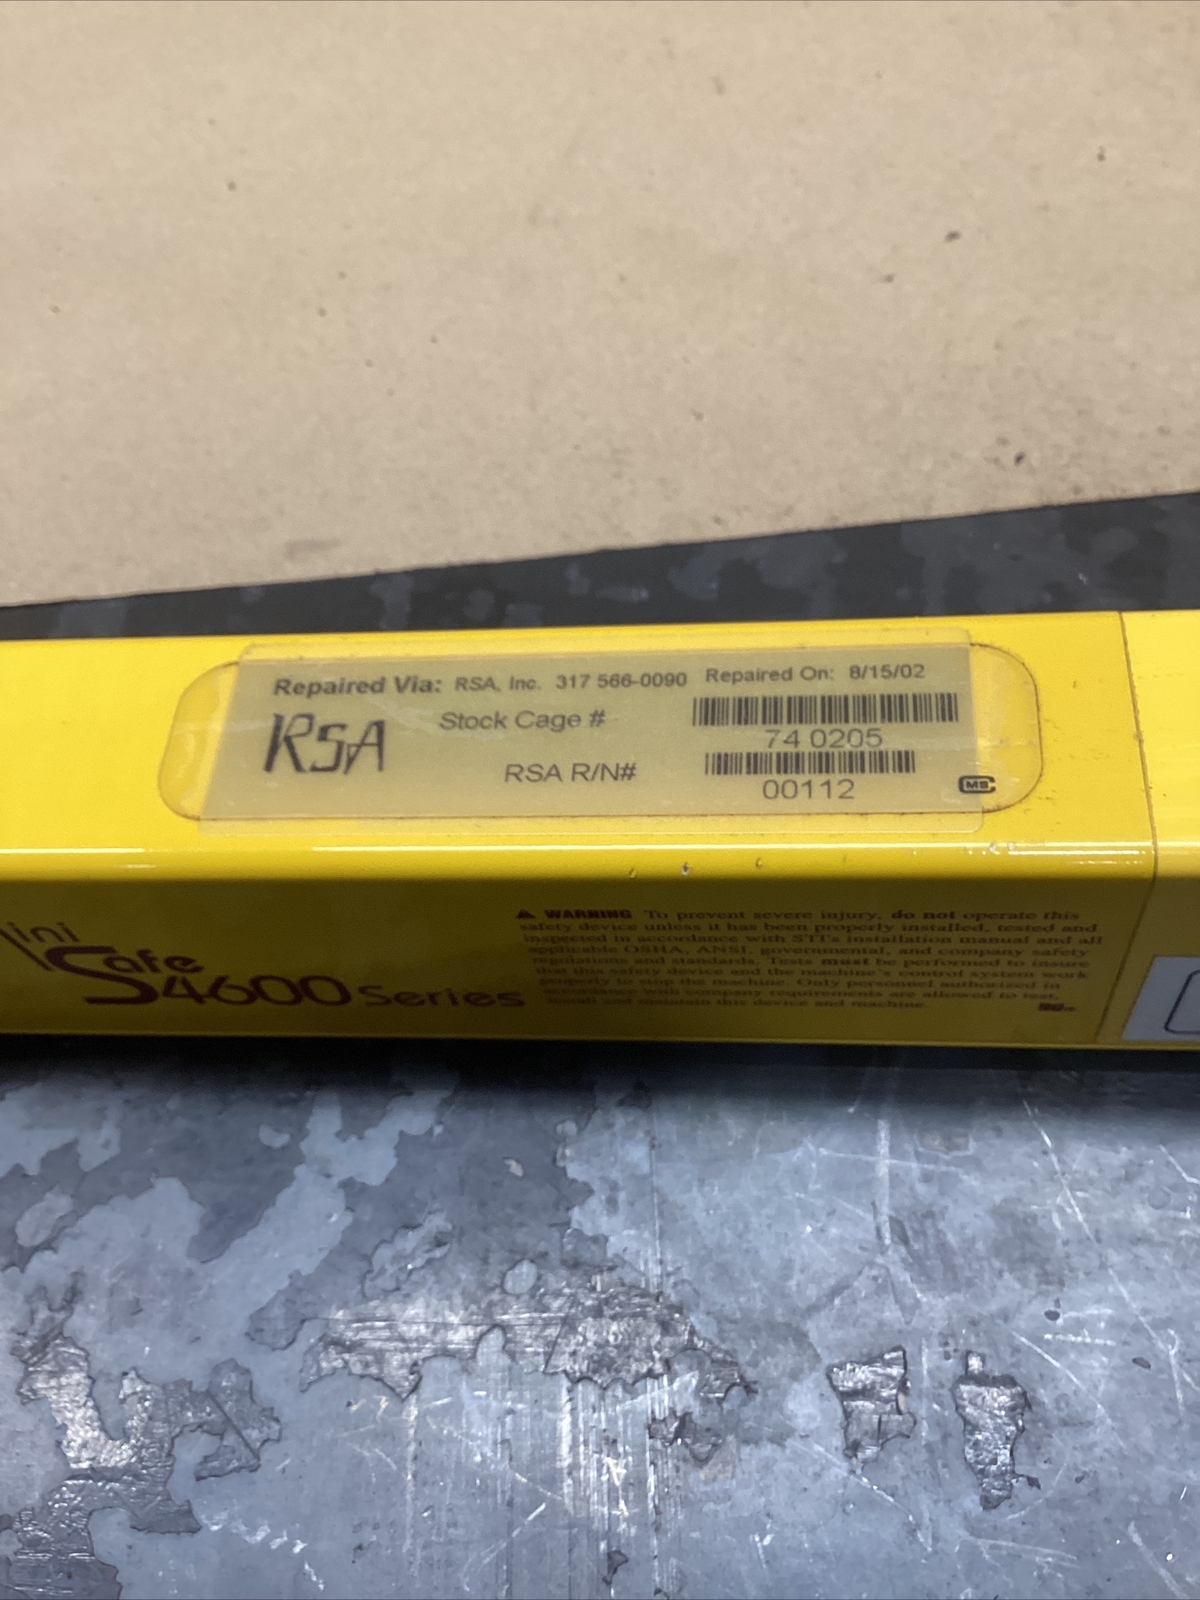 Repaired Via: RSA, Inc. 317 566-0090 Repaired On: 8/15/02
RSA Stock Cage #
74 0205
RSA R/N#
00112
CMS
ini
Safe
4600 Series
WARNING To prevent severe injury, do not operate this
safety device unless it has been properly installed, tested and
inspected in accordance with STI's installation manual and all
applicable OSHA, ANSI, governmental, and company safety
regulations and standards. Tests must be performed to insure
that this safety device and the machine's control system work
properly to stop the machine. Only personnel authorized in
accordance with company requirements are allowed to test,
install and maintain this device and machine.